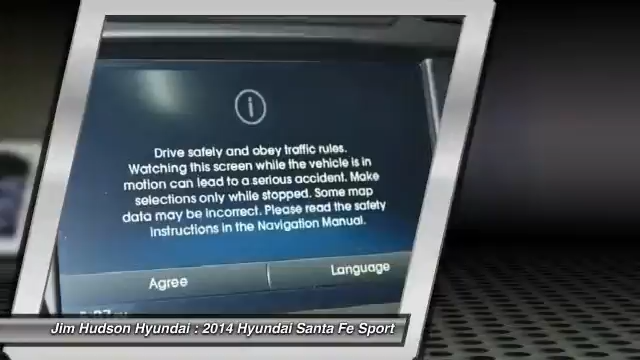 Drive safely and obey traffic rules.
Watching this screen while the vehicle is in
motion can lead to a serious accident. Make
selections only while stopped. Some map
data may be incorrect. Please read the safety
instructions in the Navigation Manual.
Agree
Language
Jim Hudson Hyundai : 2014 Hyundai Santa Fe Sport